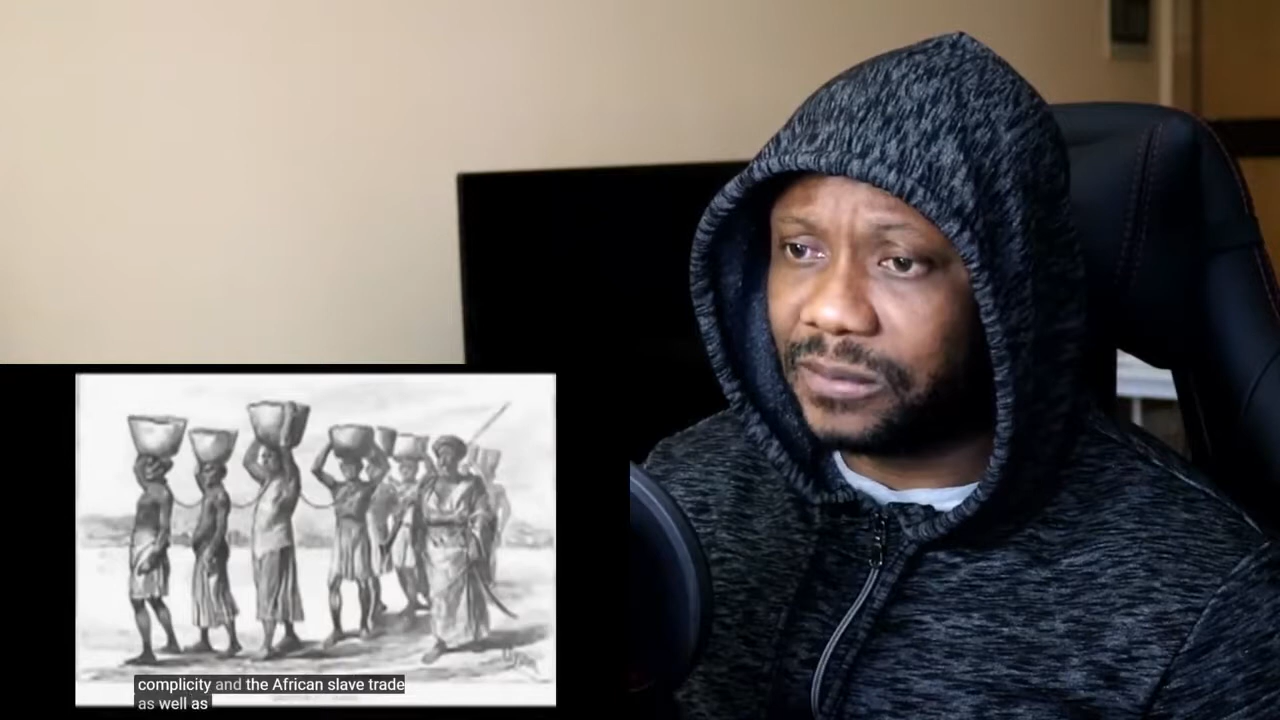 complicity and the African slave trade
as well as